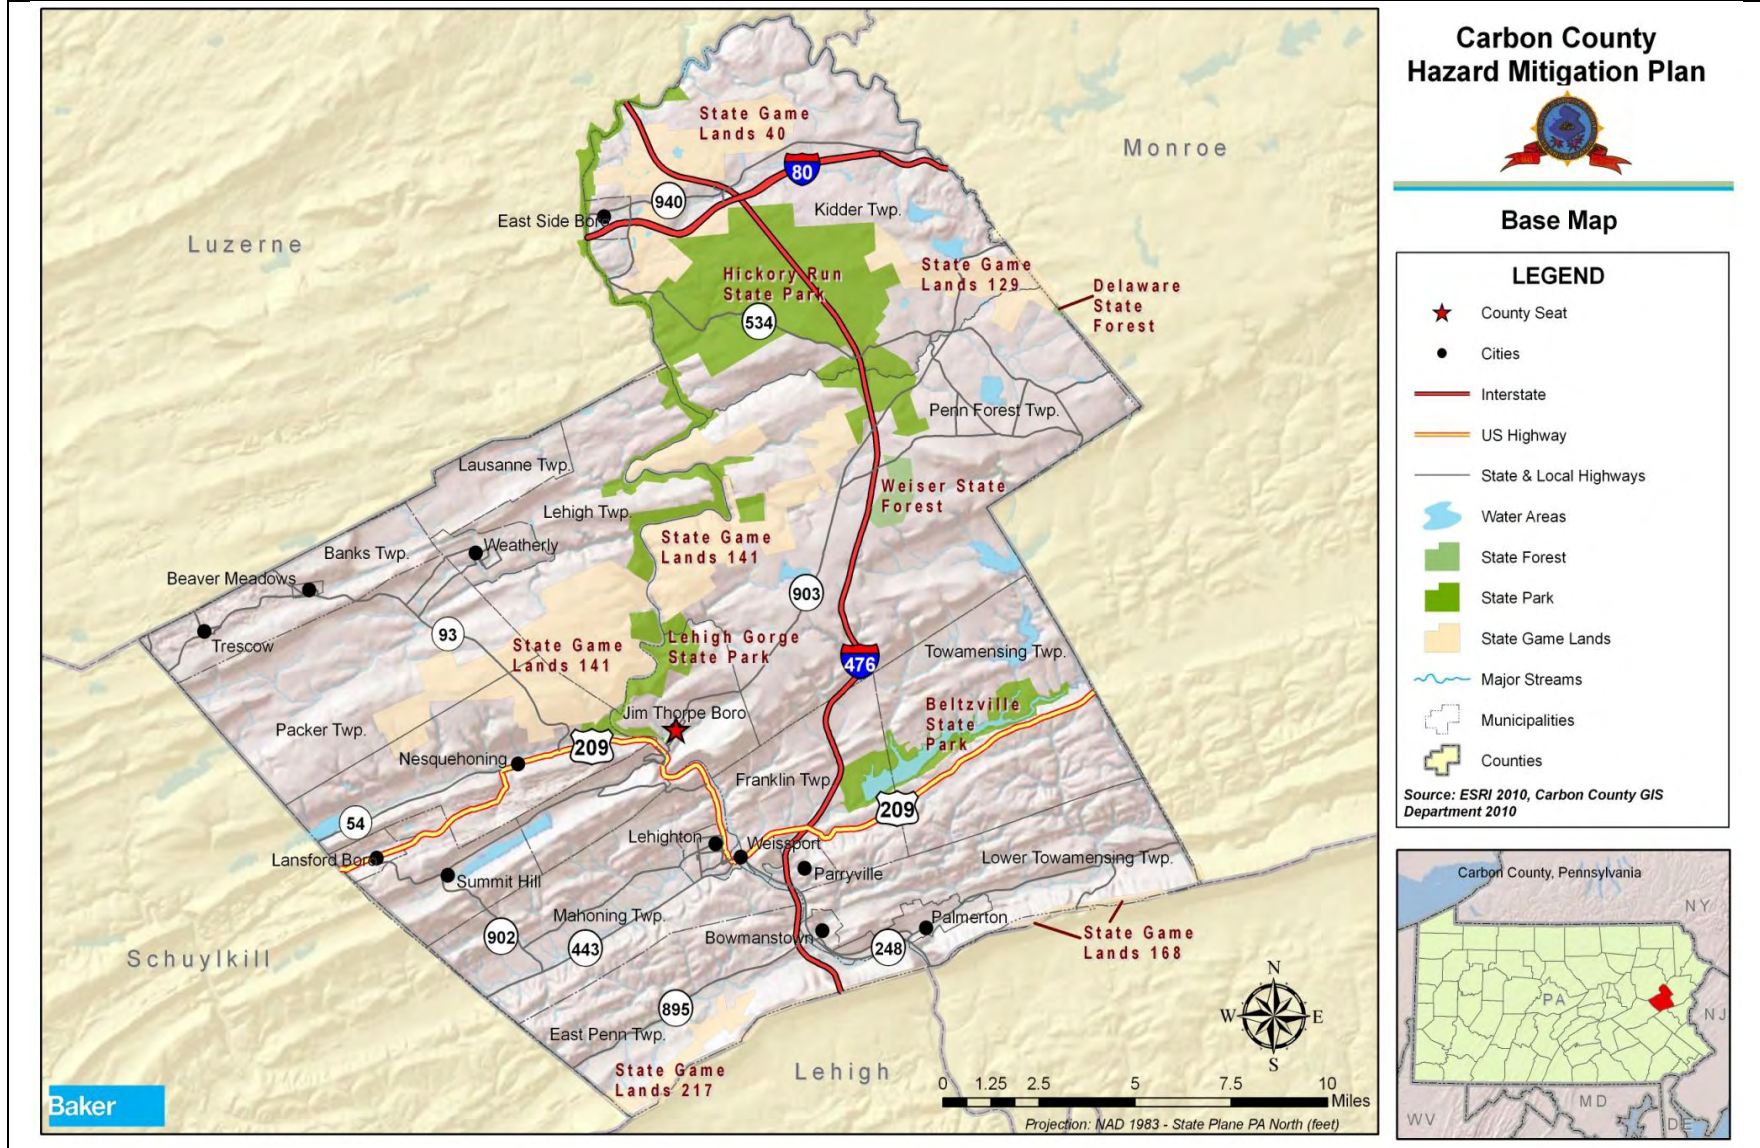 Carbon County
Hazard Mitigation Plan
Base Map
LEGEND
County Seat
Cities
Interstate
US Highway
State & Local Highways
Water Areas
State Forest
State Park
State Game Lands
Major Streams
Municipalities
Counties
Source: ESRI 2010, Carbon County GIS
Department 2010
Carbon County, Pennsylvania
NY
PA
NJ
MD
WV
DE
State Game
Lands 40
Monroe
80
940
Kidder Twp.
East Side Boro
Luzerne
Hickory Run
State Park
State Game
Lands 129
Delaware
State
Forest
534
Penn Forest Twp.
Lausanne Twp.
Weiser State
Forest
Lehigh Twp.
State Game
Lands 141
Banks Twp.
Weatherly
Beaver Meadows
903
Trescow
93
State Game
Lands 141
Lehigh Gorge
State Park
476
Towamensing Twp.
Beltzville
State
Park
Jim Thorpe Boro
Packer Twp.
209
Nesquehoning
Franklin Twp.
209
54
Lehighton
Weissport
Lansford Boro
Lower Towamensing Twp.
Summit Hill
Parryville
Mahoning Twp.
Palmerton
902
443
Bowmanstown
248
State Game
Lands 168
Schuylkill
895
East Penn Twp.
State Game
Lands 217
Lehigh
N
W
E
S
0 1.25 2.5 5 7.5 10
Miles
Projection: NAD 1983 - State Plane PA North (feet)
Baker